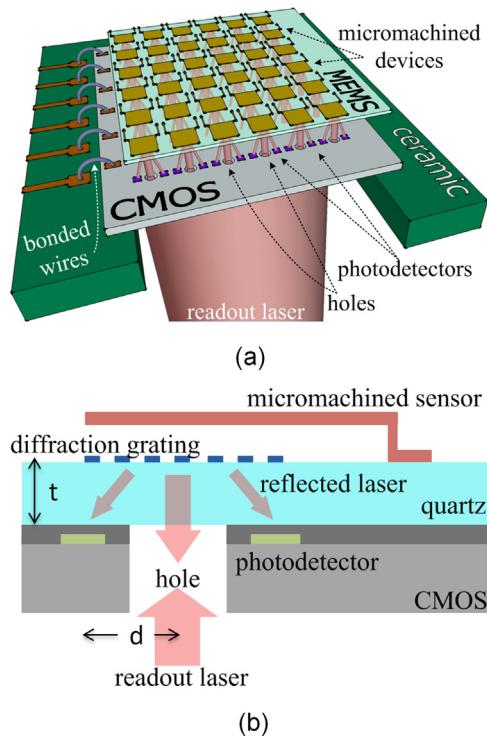 micromachined
devices
MEMS
ceramic
CMOS
bonded
wires
photodetectors
holes
readout laser
(a)
micromachined sensor
diffraction grating
t
reflected laser
quartz
photodetector
hole
CMOS
d
readout laser
(b)